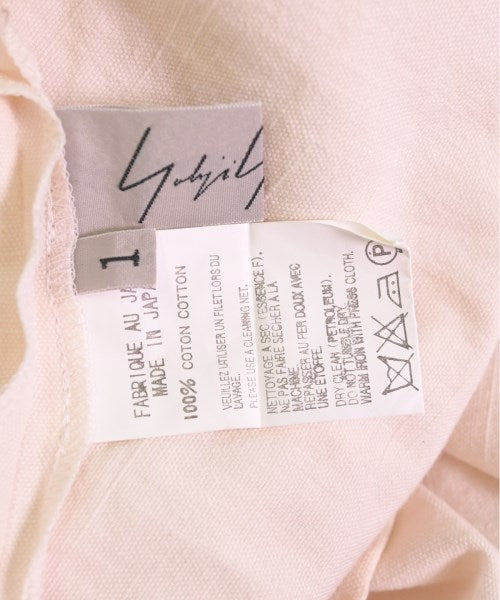 Yohji Y
1
FABRIQUE AU JA
MADE IN JAP
100% COTON COTTON
VEUILLEZ UTILISER UN FILET LORS DU
LAVAGE.
PLEASE USE A CLEANING NET.
NETTOYAGE A SEC (ESSENCE F).
NE PAS FAIRE SECHER A LA
MACHINE.
REPASSER AU FER DOUX AVEC
UNE ETOFFE.
DRY CLEAN (PETROLEUM).
DO NOT TUMBLE DRY.
WARM IRON WITH PRESS CLOTH.
P